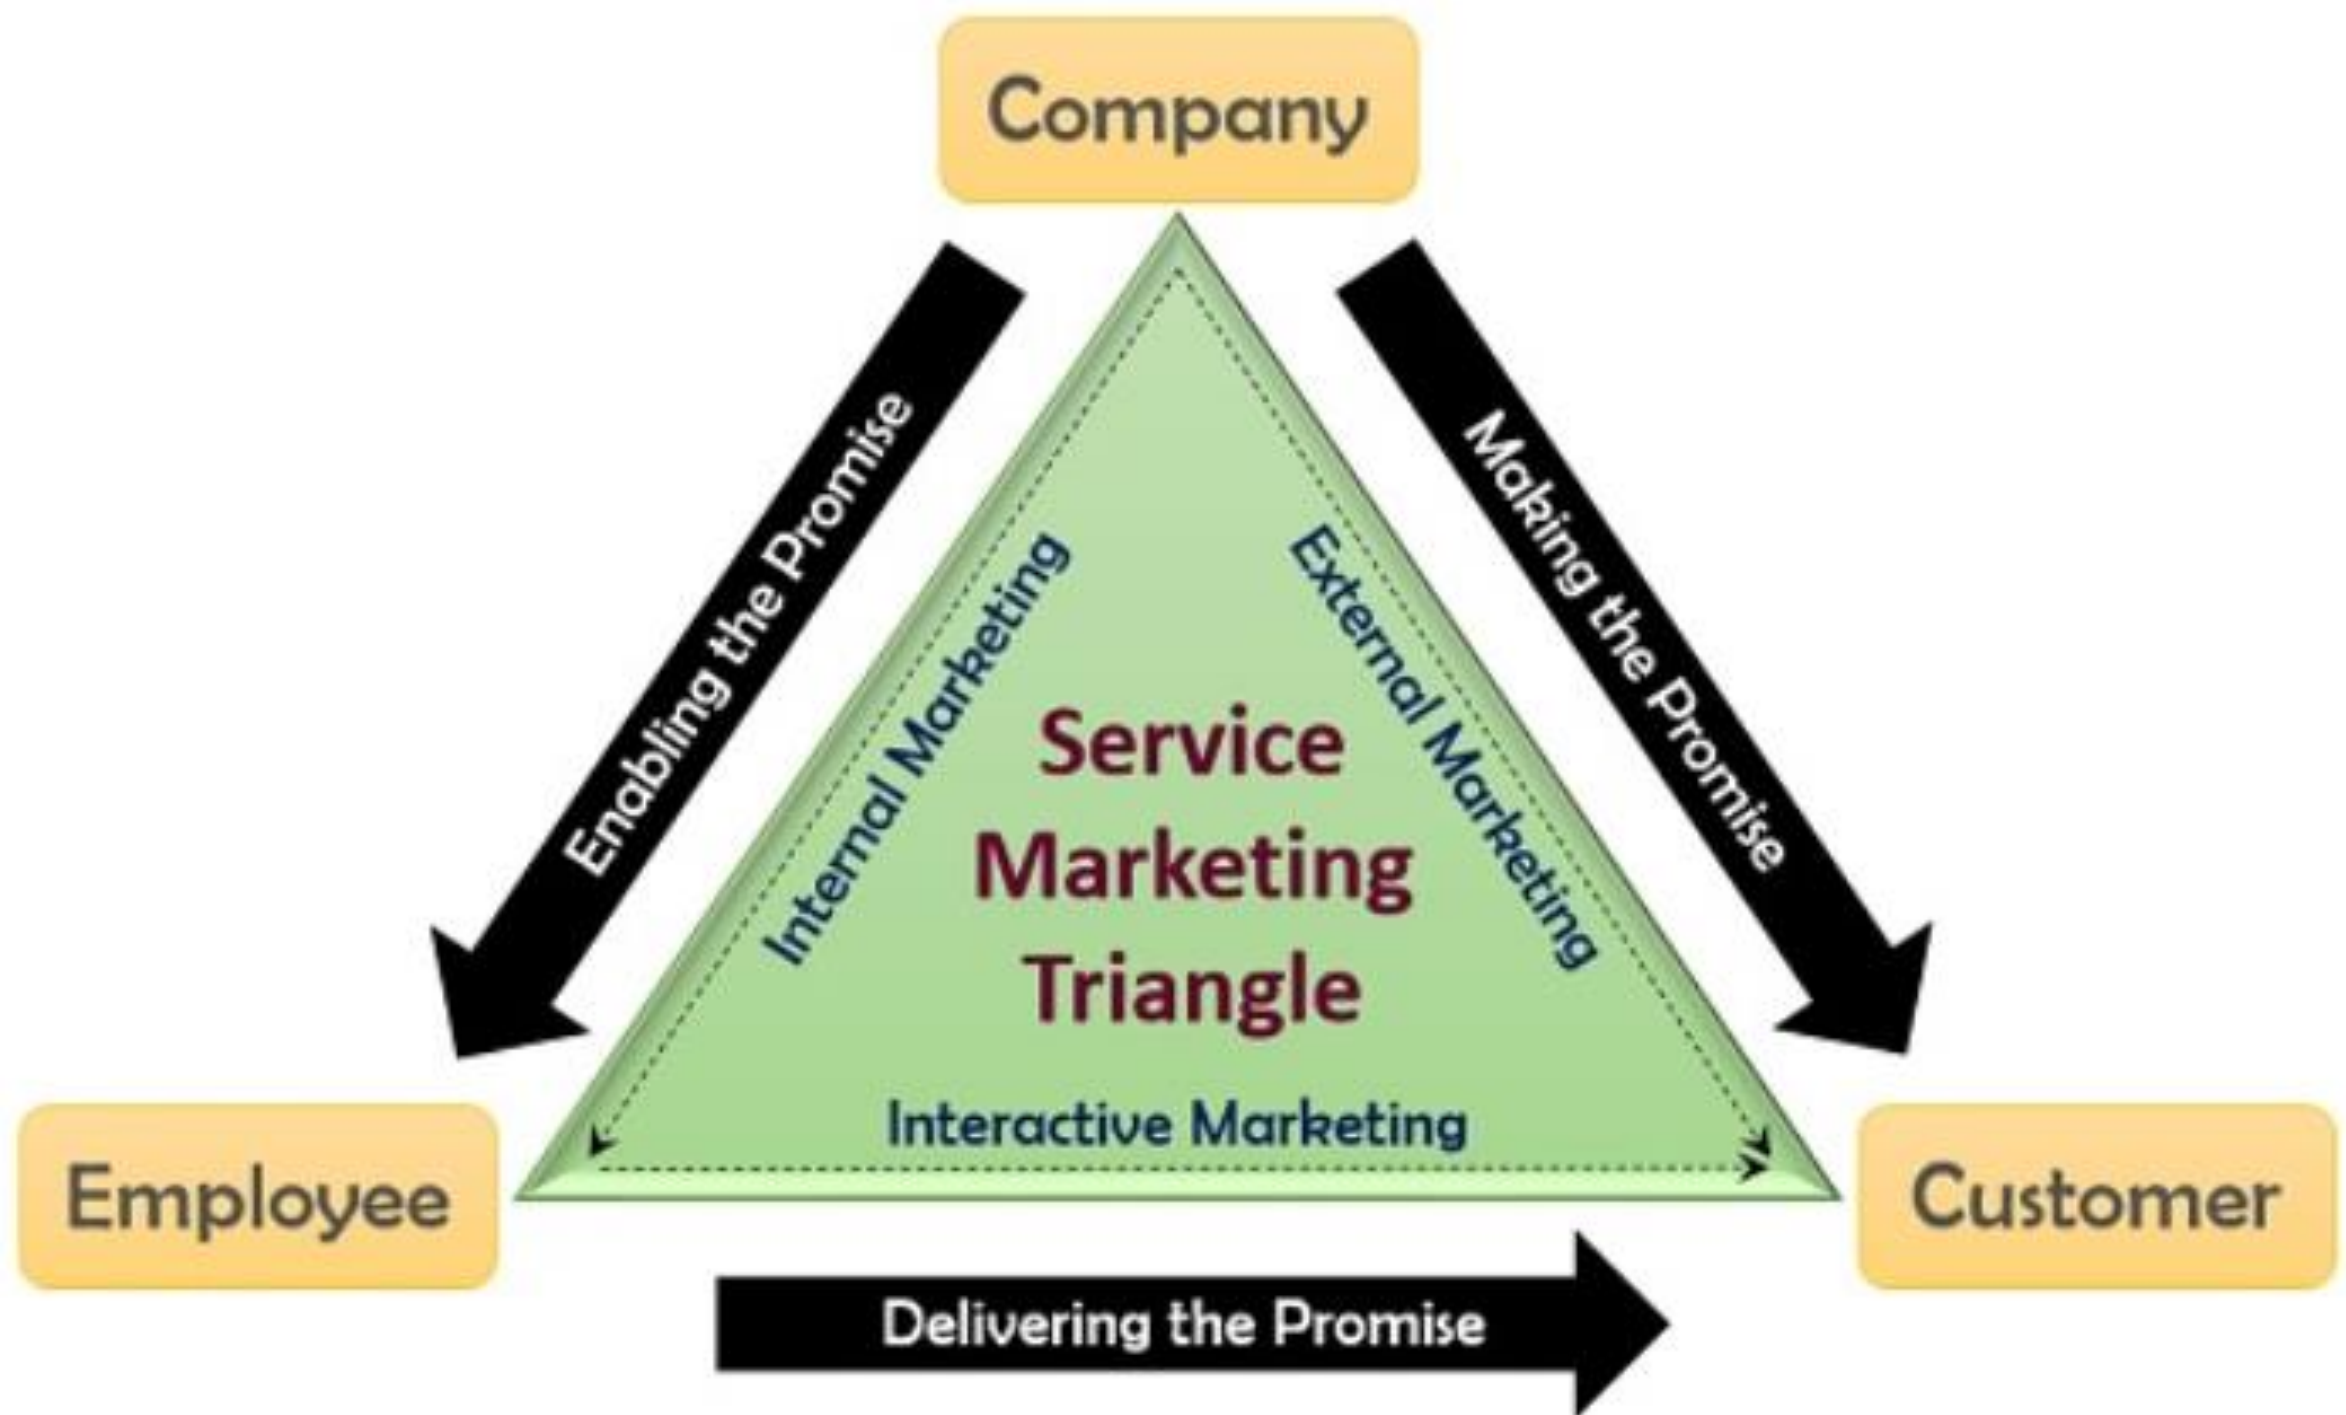 Company
Enabling the Promise
Making the Promise
Internal Marketing
External Marketing
Service
Marketing
Triangle
Interactive Marketing
Employee
Customer
Delivering the Promise